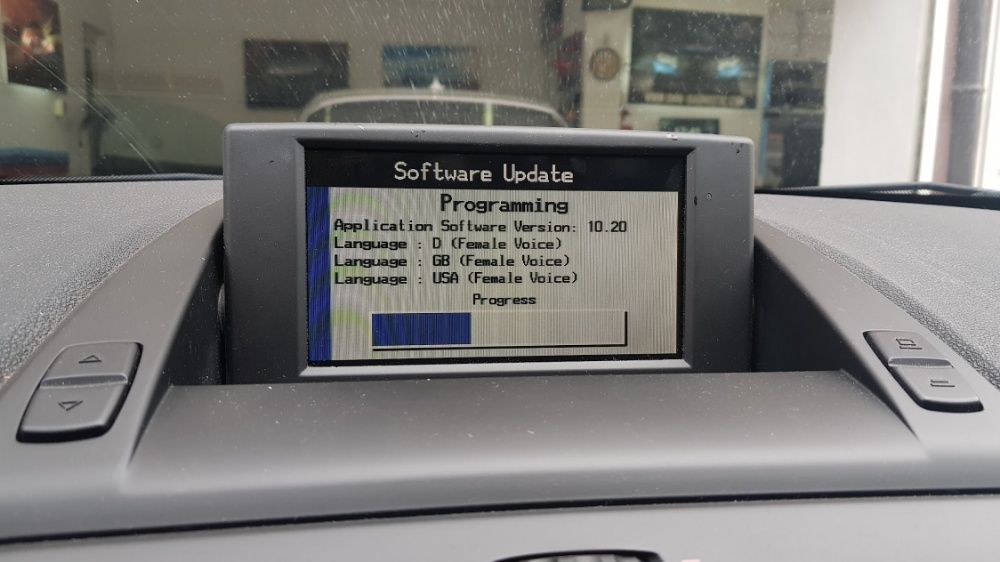 Software Update
Programming
Application Software Version: 10.20
Language : D (Female Voice)
Language : GB (Female Voice)
Language : USA (Female Voice)
Progress